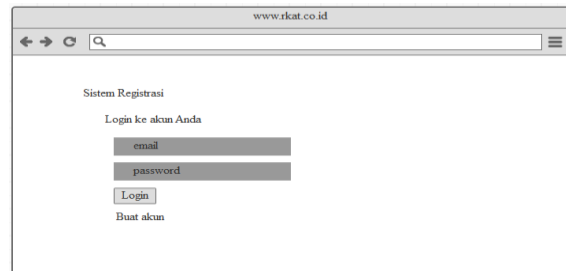 www.rkat.co.id
Sistem Registrasi
Login ke akun Anda
email
password
Login
Buat akun